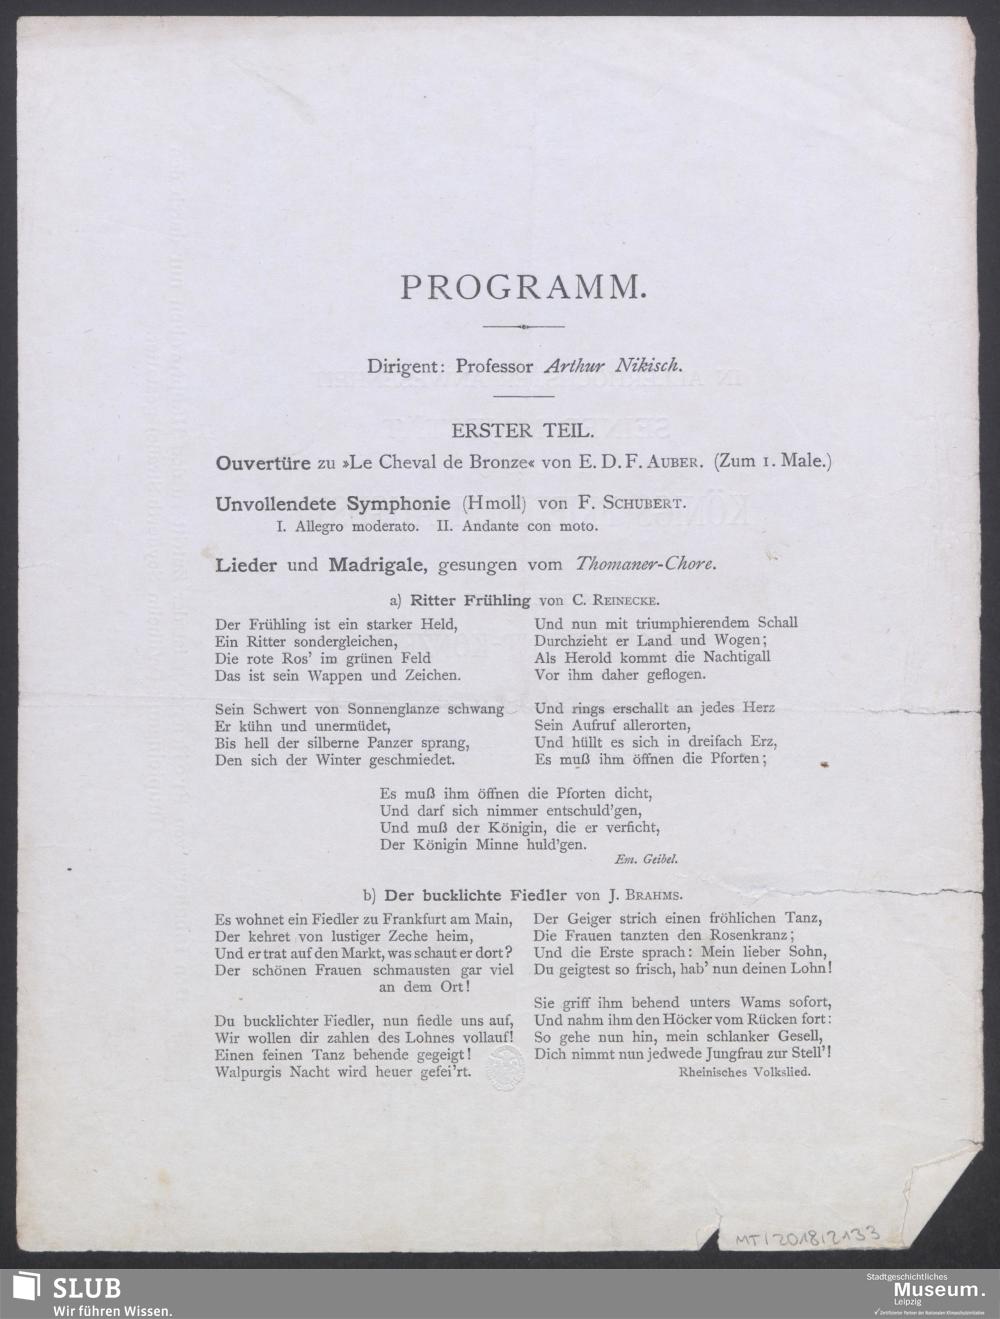 PROGRAMM.
Dirigent: Professor Arthur Nikisch.
ERSTER TEIL.
Ouvertüre zu »Le Cheval de Bronze« von E. D. F. AUBER. (Zum 1. Male.)
Unvollendete Symphonie (H moll) von F. SCHUBERT.
I. Allegro moderato. II. Andante con moto.
Lieder und Madrigale, gesungen vom Thomaner-Chore.
a) Ritter Frühling von C. REINECKE.
Der Frühling ist ein starker Held,
Ein Ritter sondergleichen,
Die rote Ros' im grünen Feld
Das ist sein Wappen und Zeichen.
Sein Schwert von Sonnenglanze schwang
Er kühn und unermüdet,
Bis hell der silberne Panzer sprang,
Den sich der Winter geschmiedet.
Und nun mit triumphierendem Schall
Durchzieht er Land und Wogen;
Als Herold kommt die Nachtigall
Vor ihm daher geflogen.
Und rings erschallt an jedes Herz
Sein Aufruf allerorten,
Und hüllt es sich in dreifach Erz,
Es muß ihm öffnen die Pforten;
Es muß ihm öffnen die Pforten dicht,
Und darf sich nimmer entschuld'gen,
Und muß der Königin, die er verficht,
Der Königin Minne huld'gen.
Em. Geibel.
b) Der bucklichte Fiedler von J. BRAHMS.
Es wohnet ein Fiedler zu Frankfurt am Main,
Der kehret von lustiger Zeche heim,
Und er trat auf den Markt, was schaut er dort?
Der schönen Frauen schmausten gar viel
an dem Ort!
Du bucklichter Fiedler, nun fiedle uns auf,
Wir wollen dir zahlen des Lohnes vollauf!
Einen feinen Tanz behende gegeigt!
Walpurgis Nacht wird heuer gefei'rt.
Der Geiger strich einen fröhlichen Tanz,
Die Frauen tanzten den Rosenkranz;
Und die Erste sprach: Mein lieber Sohn,
Du geigtest so frisch, hab' nun deinen Lohn!
Sie griff ihm behend unters Wams sofort,
Und nahm ihm den Höcker vom Rücken fort:
So gehe nun hin, mein schlanker Gesell,
Dich nimmt nun jedwede Jungfrau zur Stell'!
Rheinisches Volkslied.
MT/2018/2133
SLUB
Wir führen Wissen.
Stadtgeschichtliches
Museum.
Leipzig
Zertifizierter Partner der Nationalen Klimaschutzinitiative